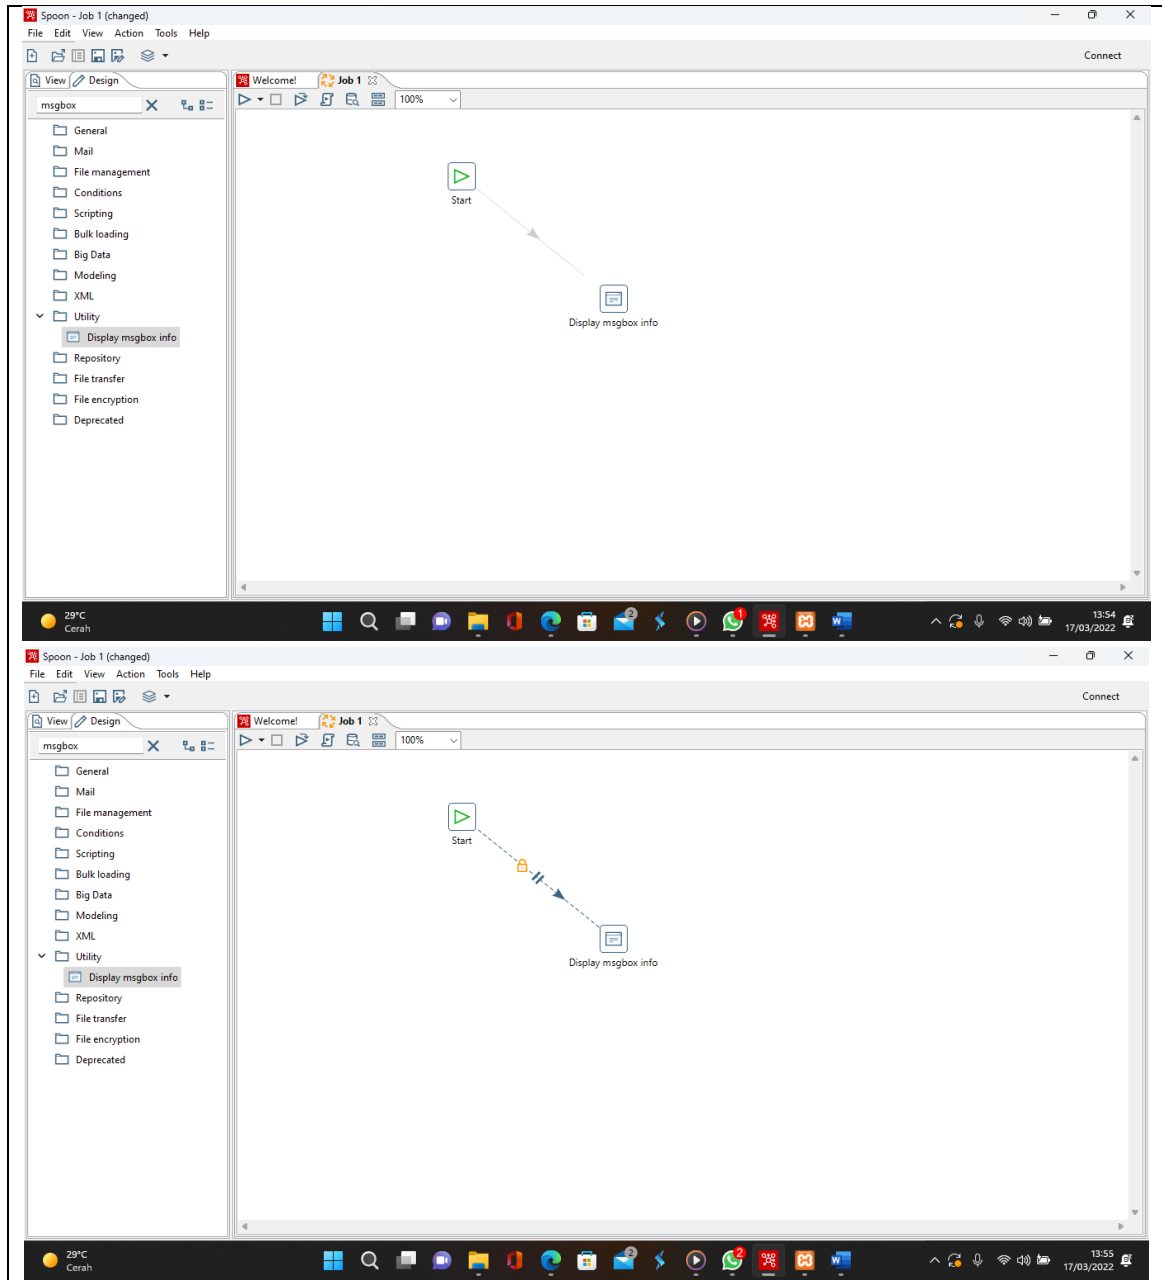 Spoon - Job 1 (changed)
File Edit View Action Tools Help
Connect
View Design
Welcome! Job 1
msgbox
100%
General
Mail
File management
Conditions
Scripting
Bulk loading
Big Data
Modeling
XML
Utility
Display msgbox info
Repository
File transfer
File encryption
Deprecated
Start
Display msgbox info
29°C
Cerah
2
1
W
13:54
17/03/2022
Spoon - Job 1 (changed)
File Edit View Action Tools Help
Connect
View Design
Welcome! Job 1
msgbox
100%
General
Mail
File management
Conditions
Scripting
Bulk loading
Big Data
Modeling
XML
Utility
Display msgbox info
Repository
File transfer
File encryption
Deprecated
Start
Display msgbox info
29°C
Cerah
2
2
W
13:55
17/03/2022